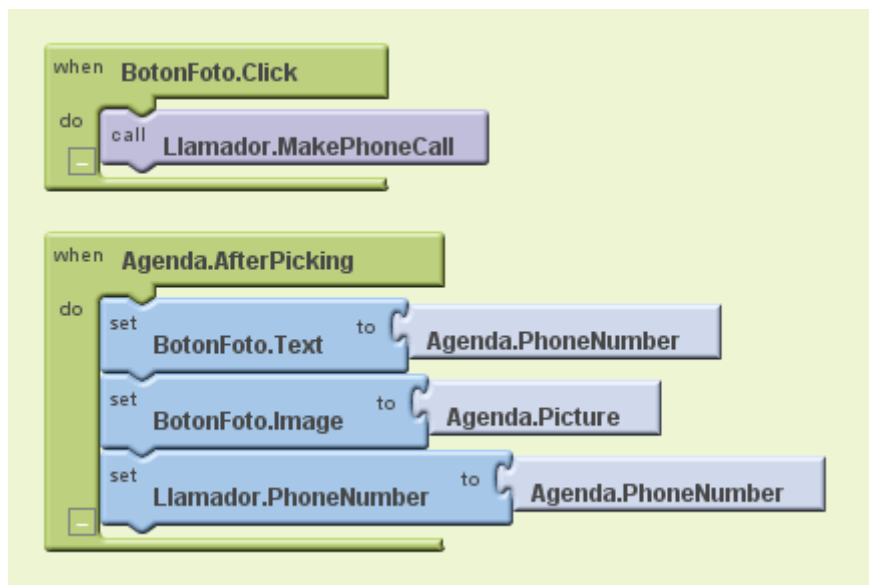 when BotonFoto.Click
do call Llamador.MakePhoneCall
when Agenda.AfterPicking
do set BotonFoto.Text to Agenda.PhoneNumber
set BotonFoto.Image to Agenda.Picture
set Llamador.PhoneNumber to Agenda.PhoneNumber